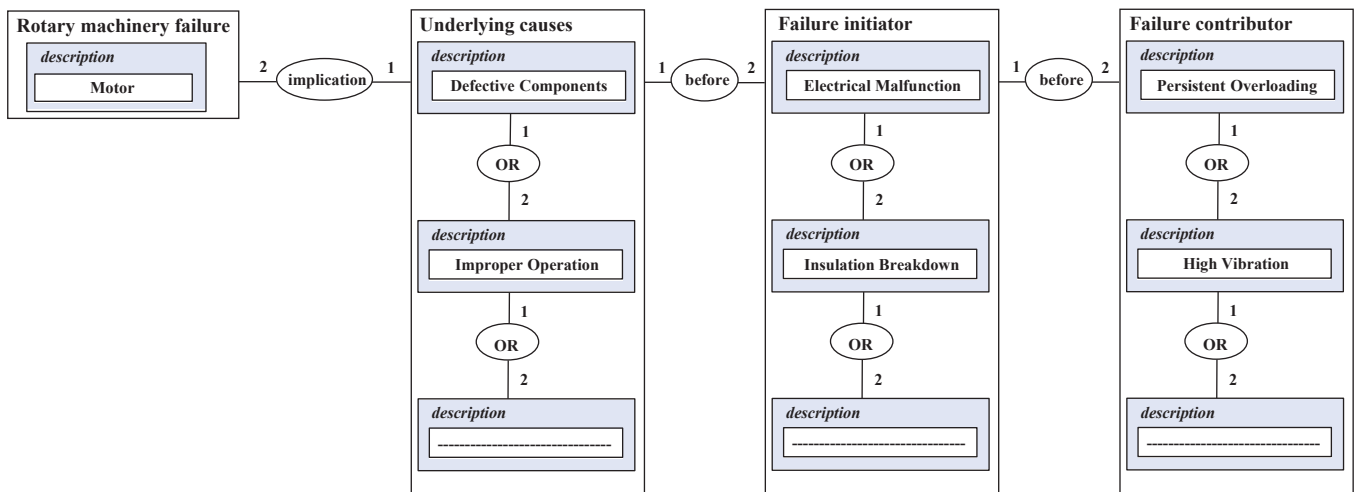 Rotary machinery failure
description
Motor
2
implication
1
Underlying causes
description
Defective Components
1
OR
2
description
Improper Operation
1
OR
2
description
---------------------------------
1
before
2
Failure initiator
description
Electrical Malfunction
1
OR
2
description
Insulation Breakdown
1
OR
2
description
---------------------------------
1
before
2
Failure contributor
description
Persistent Overloading
1
OR
2
description
High Vibration
1
OR
2
description
---------------------------------